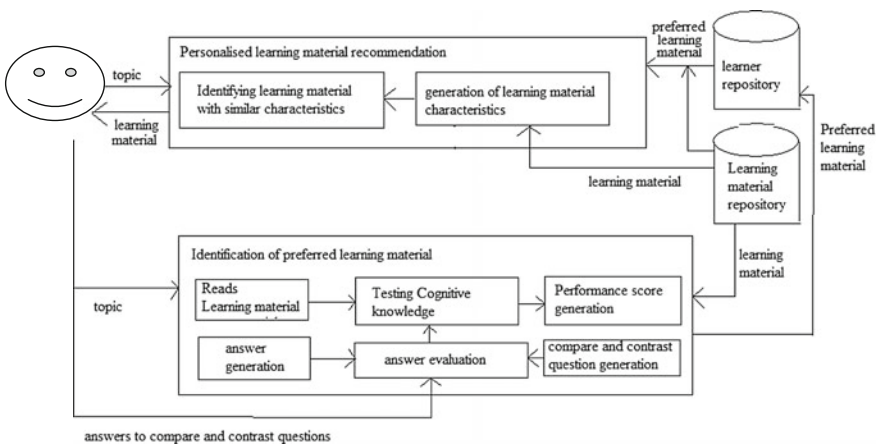 Personalised learning material recommendation
topic
Identifying learning material
with similar characteristics
generation of learning material
characteristics
learning
material
preferred
learning
material
learner
repository
Preferred
learning
material
Learning
material
repository
learning material
learning
material
Identification of preferred learning material
topic
Reads
Learning material
Testing Cognitive
knowledge
Performance score
generation
answer
generation
answer evaluation
compare and contrast
question generation
answers to compare and contrast questions